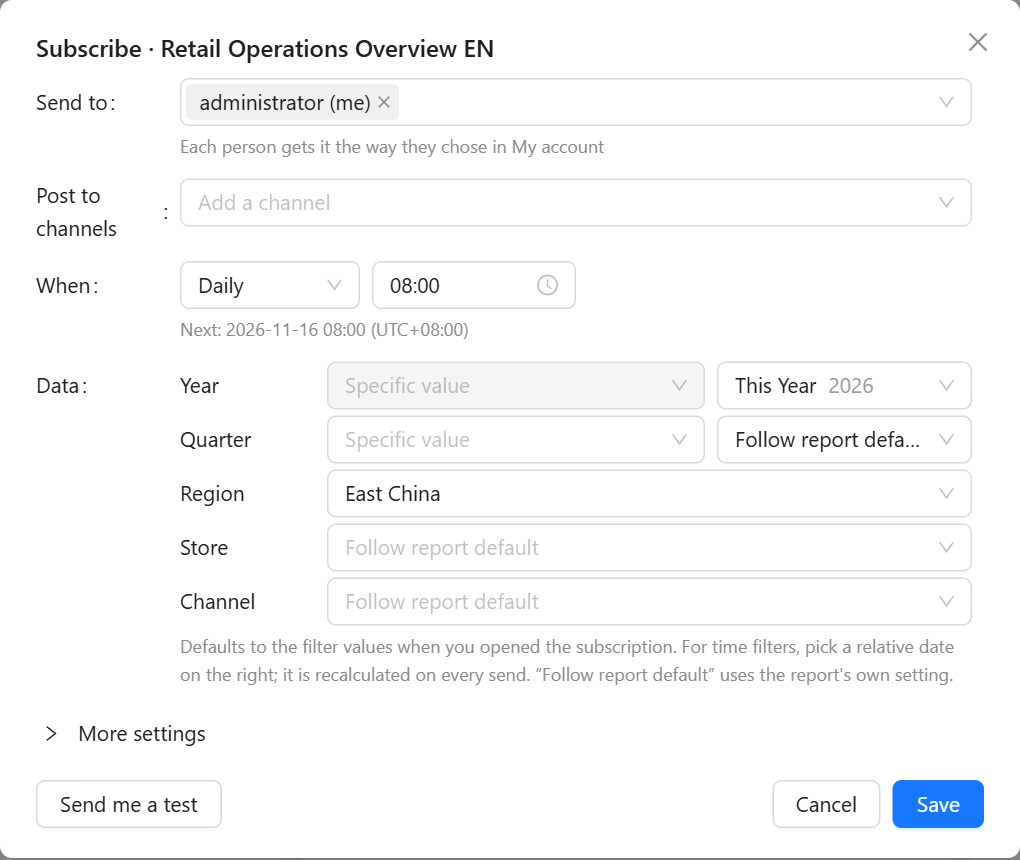 Subscribe · Retail Operations Overview EN
Send to:
administrator (me)
Each person gets it the way they chose in My account
Post to channels:
Add a channel
When:
Daily
08:00
Next: 2026-11-16 08:00 (UTC+08:00)
Data:
Year
Specific value
This Year 2026
Quarter
Specific value
Follow report defa...
Region
East China
Store
Follow report default
Channel
Follow report default
Defaults to the filter values when you opened the subscription. For time filters, pick a relative date
on the right; it is recalculated on every send. “Follow report default” uses the report's own setting.
More settings
Send me a test
Cancel
Save